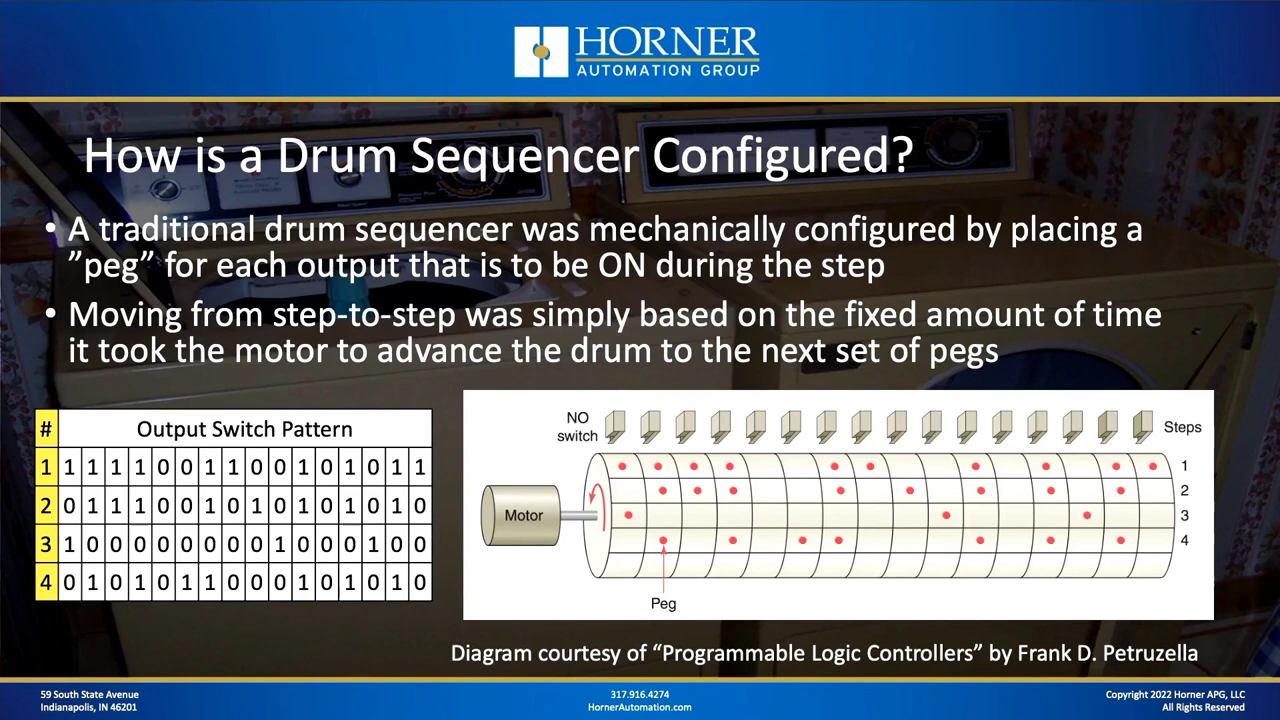 HORNER
AUTOMATION GROUP
How is a Drum Sequencer Configured?
• A traditional drum sequencer was mechanically configured by placing a
”peg” for each output that is to be ON during the step
• Moving from step-to-step was simply based on the fixed amount of time
it took the motor to advance the drum to the next set of pegs
# Output Switch Pattern
1 1 1 1 1 0 0 1 1 0 0 1 0 1 0 1 1
2 0 1 1 1 0 0 1 0 1 0 1 0 1 0 1 0
3 1 0 0 0 0 0 0 0 0 1 0 0 0 1 0 0
4 0 1 0 1 0 1 1 0 0 0 1 0 1 0 1 0
NO
switch
Steps
1
2
3
4
Motor
Peg
Diagram courtesy of “Programmable Logic Controllers” by Frank D. Petruzella
59 South State Avenue
Indianapolis, IN 46201
317.916.4274
HornerAutomation.com
Copyright 2022 Horner APG, LLC
All Rights Reserved